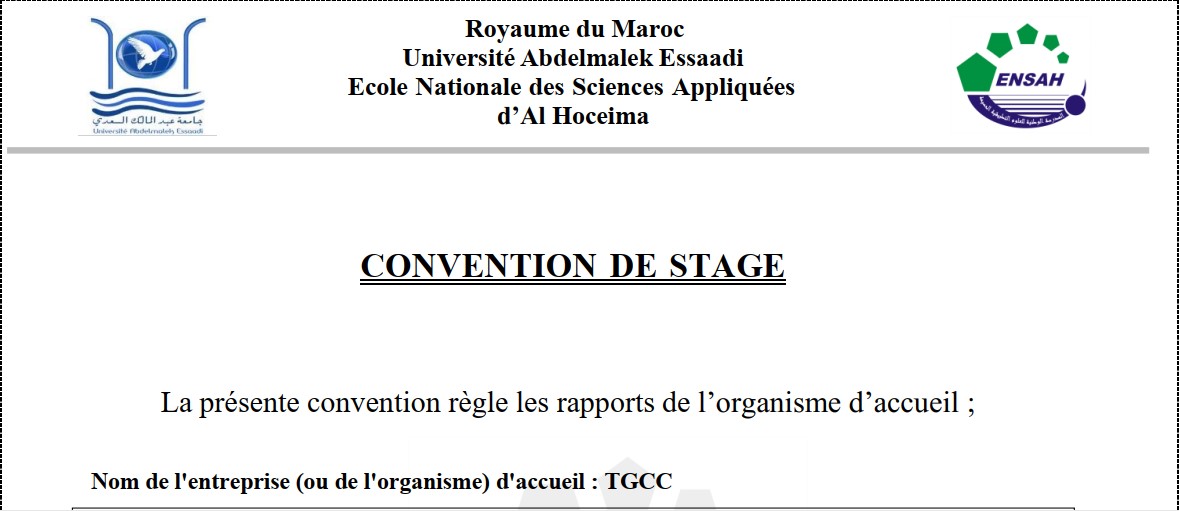 Royaume du Maroc
Université Abdelmalek Essaadi
Ecole Nationale des Sciences Appliquées
d’Al Hoceima
جامعة عبد المالك السعدي
Université Abdelmalek Essaadi
ENSAH
المدرسة الوطنية للعلوم التطبيقية الحسيمة
CONVENTION DE STAGE
La présente convention règle les rapports de l’organisme d’accueil ;
Nom de l'entreprise (ou de l'organisme) d'accueil : TGCC